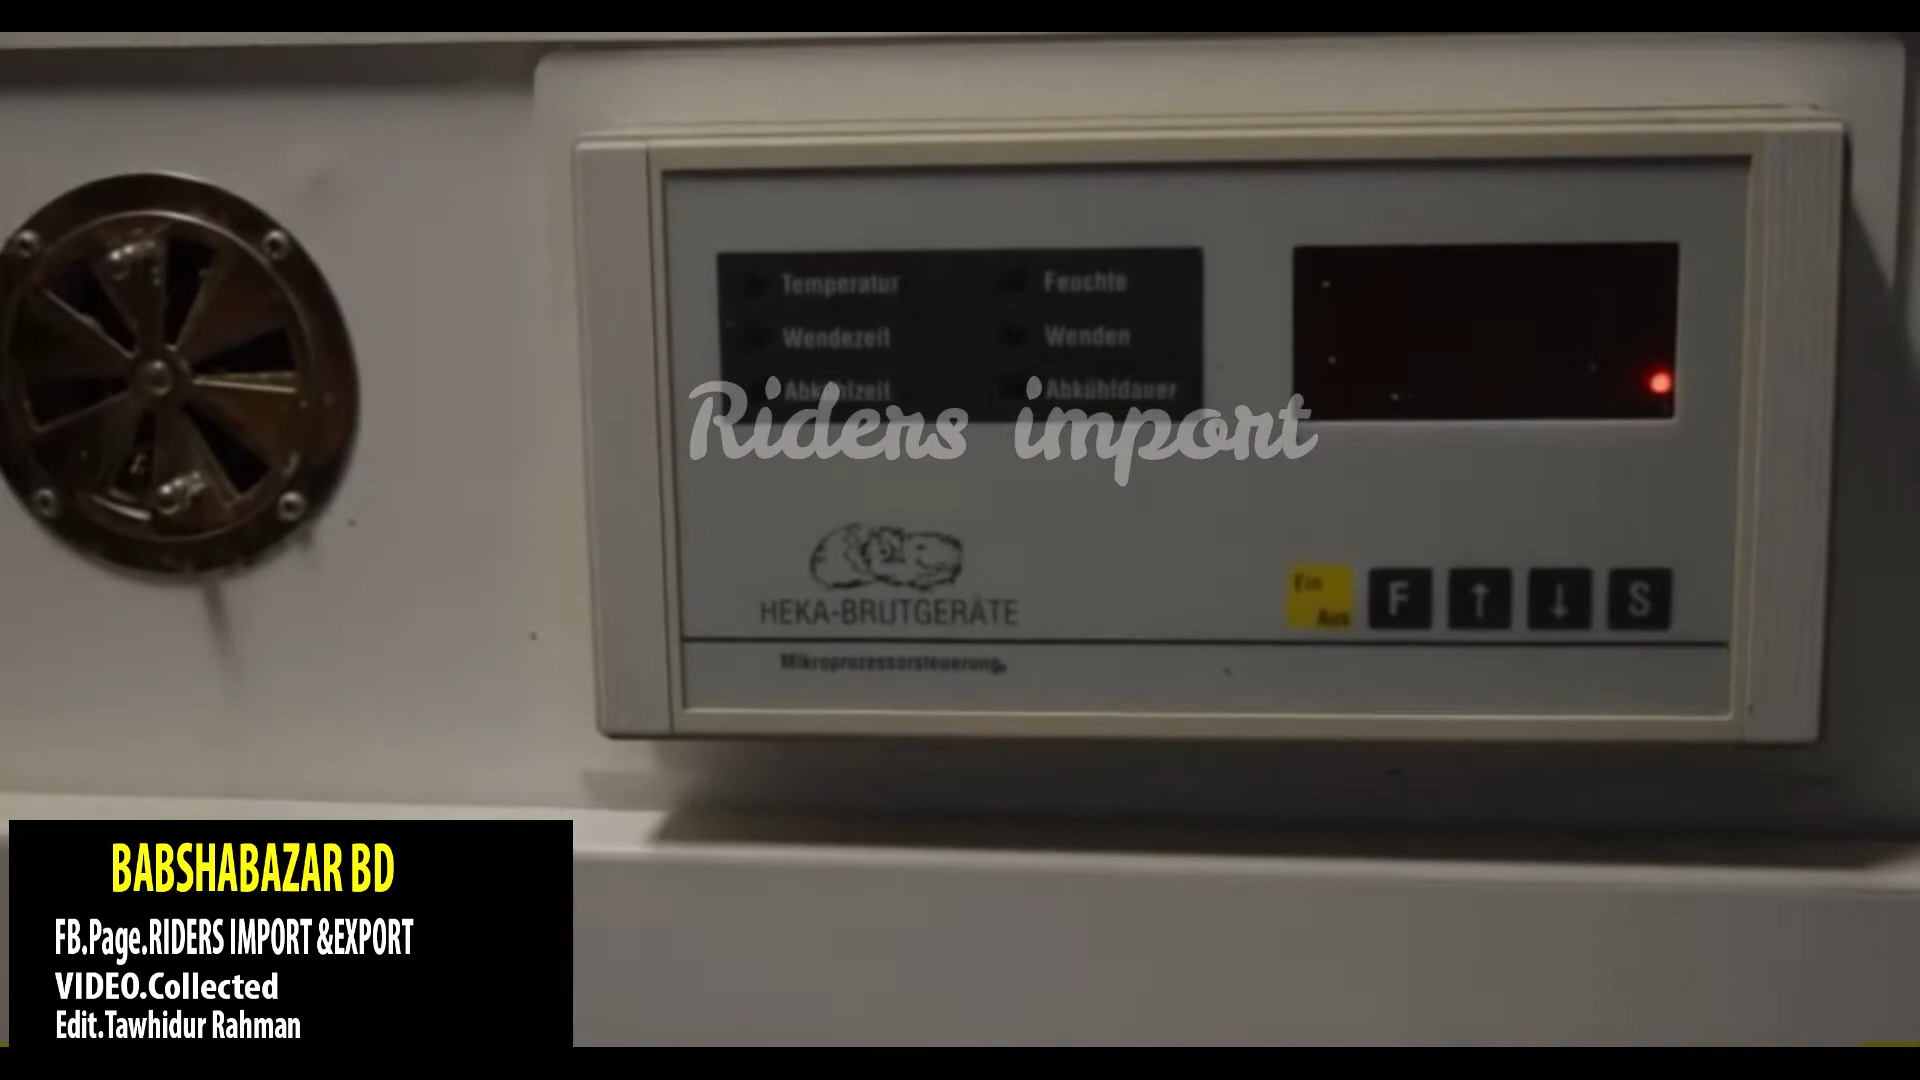 Temperatur Feuchte
Wendezeit Wenden
Abkühlzeit Abkühldauer
Riders import
HEKA-BRUTGERÄTE
Ein
Aus
F ↑ ↓ S
Mikroprozessorsteuerung
BABSHABAZAR BD
FB.Page.RIDERS IMPORT &EXPORT
VIDEO.Collected
Edit.Tawhidur Rahman